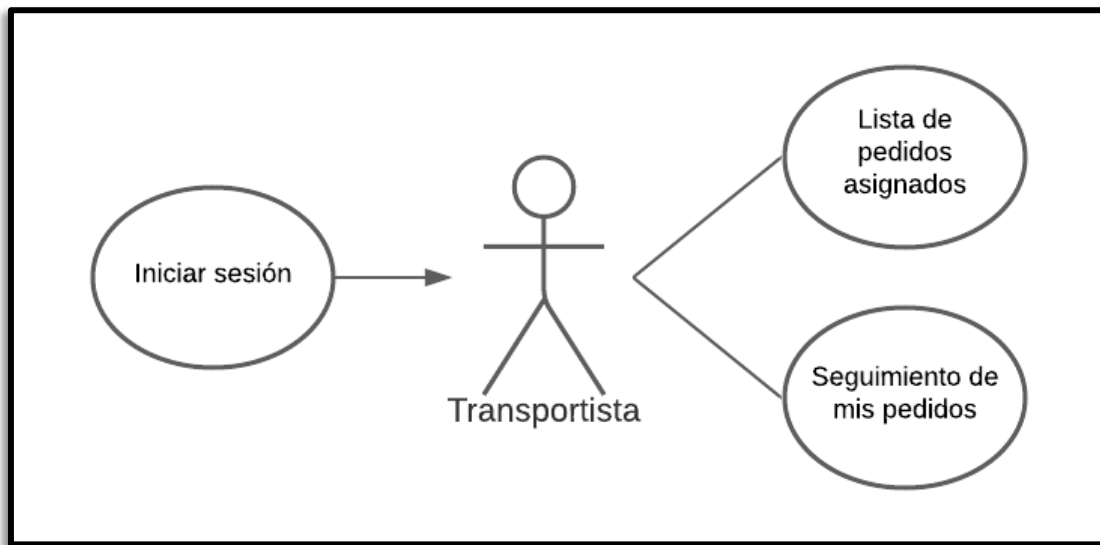 Iniciar sesión
Transportista
Lista de
pedidos
asignados
Seguimiento de
mis pedidos